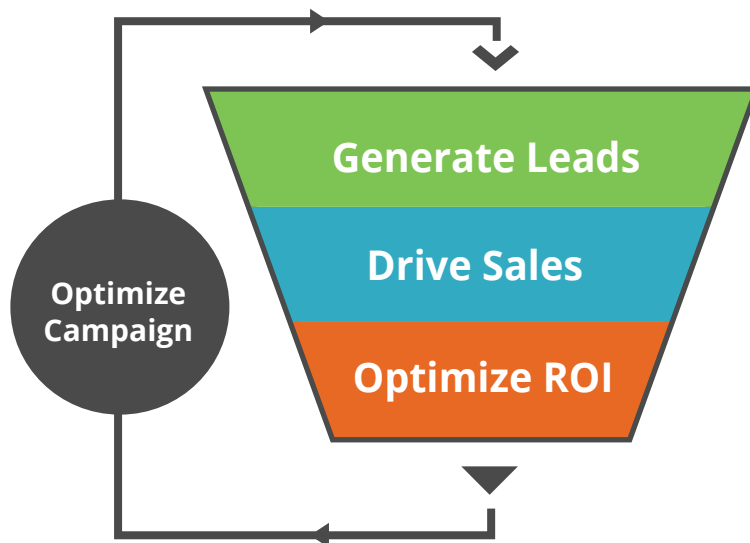 Generate Leads
Drive Sales
Optimize ROI
Optimize
Campaign